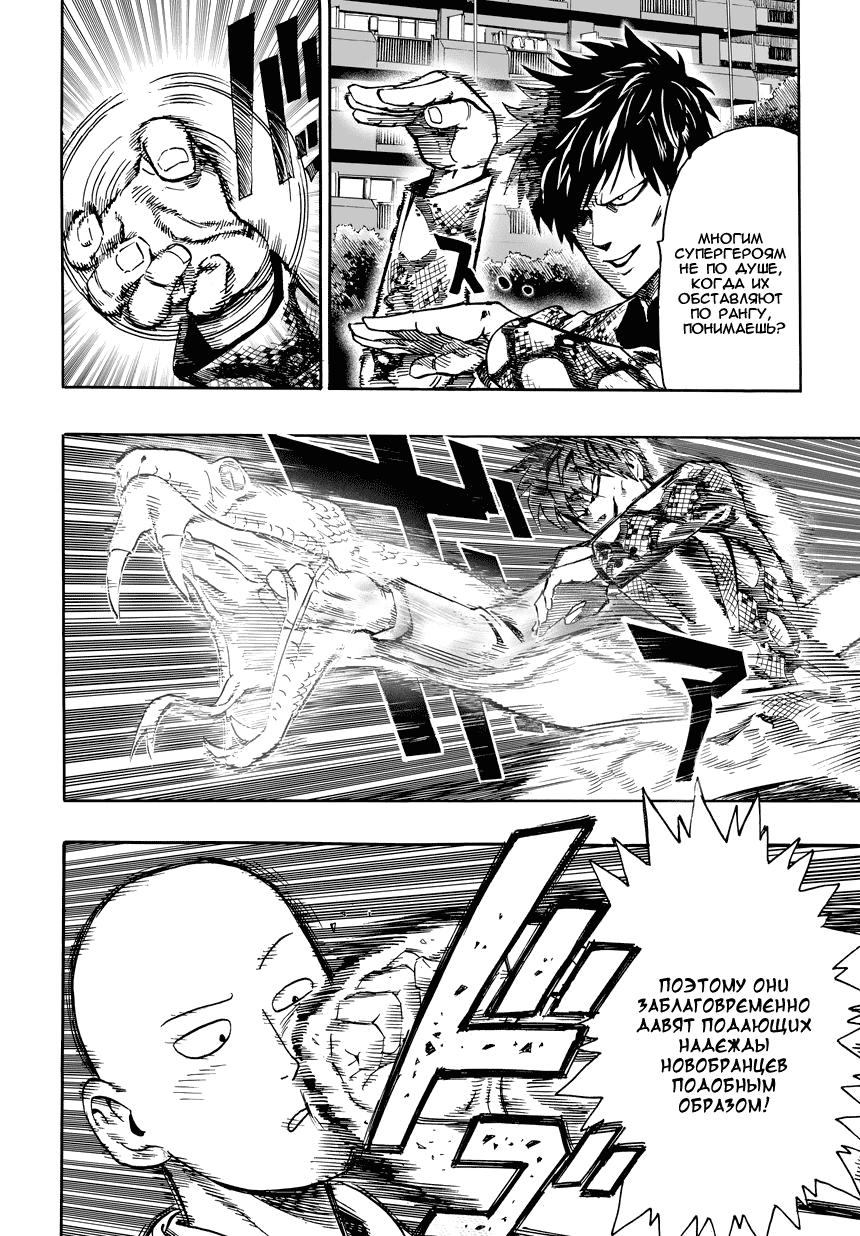 МНОГИМ
СУПЕРГЕРОЯМ
НЕ ПО ДУШЕ,
КОГДА ИХ
ОБСТАВЛЯЮТ
ПО РАНГУ,
ПОНИМАЕШЬ?
ПОЭТОМУ ОНИ
ЗАБЛАГОВРЕМЕННО
ДАВЯТ ПОДАЮЩИХ
НАДЕЖДЫ
НОВОБРАНЦЕВ
ПОДОБНЫМ
ОБРАЗОМ!